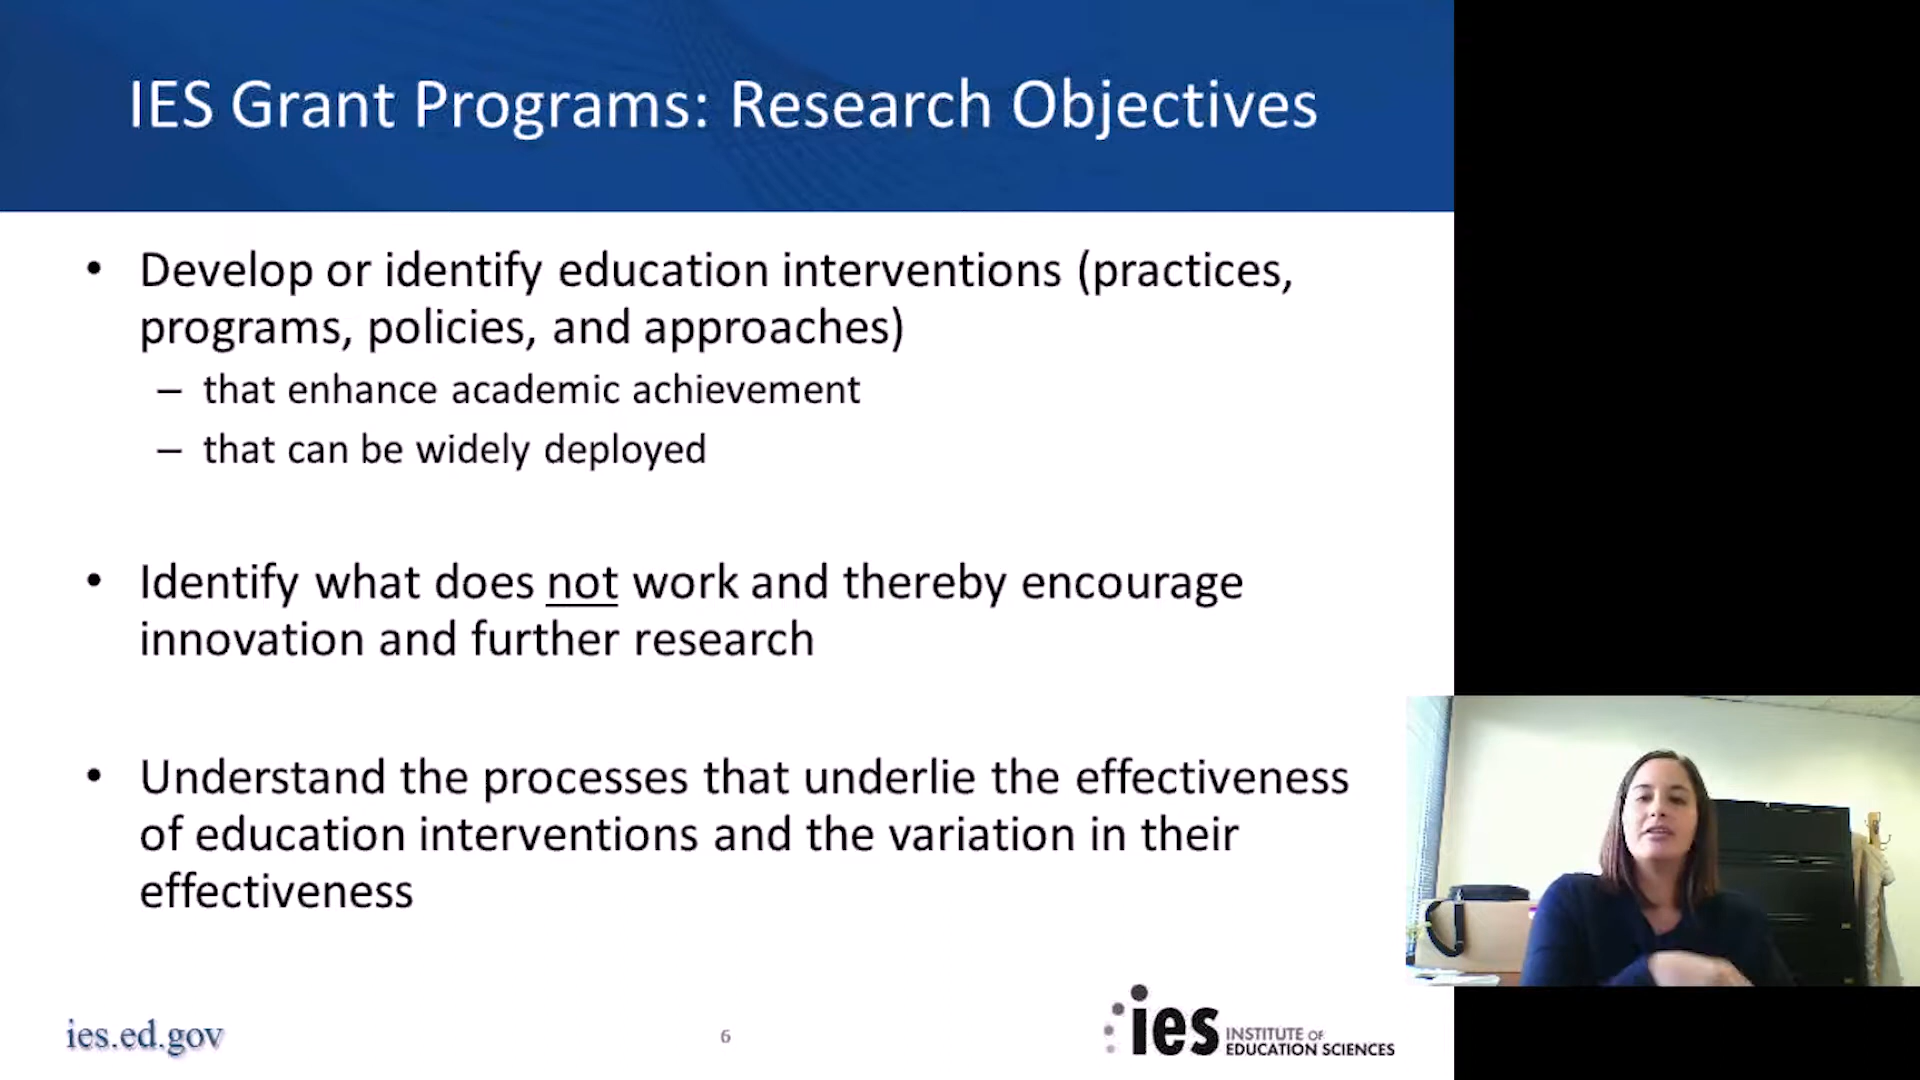 IES Grant Programs: Research Objectives
• Develop or identify education interventions (practices,
programs, policies, and approaches)
– that enhance academic achievement
– that can be widely deployed
• Identify what does not work and thereby encourage
innovation and further research
• Understand the processes that underlie the effectiveness
of education interventions and the variation in their
effectiveness
ies.ed.gov
6
ies INSTITUTE OF
EDUCATION SCIENCES